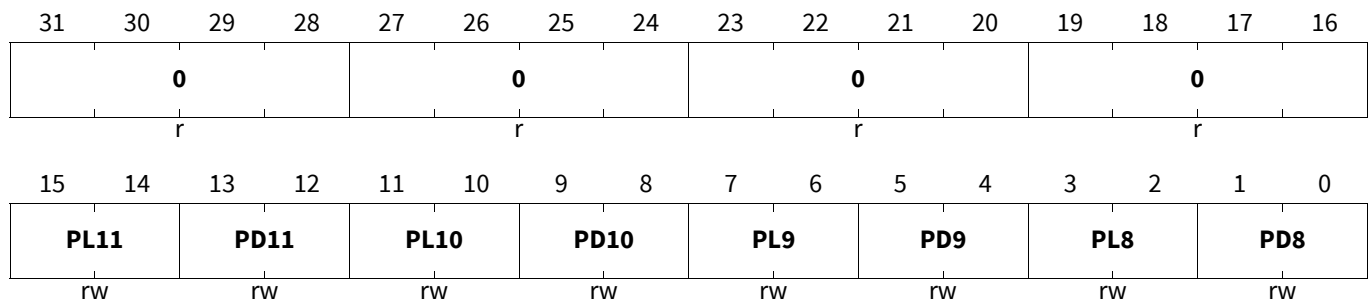 31 30 29 28 27 26 25 24 23 22 21 20 19 18 17 16
0 0 0 0
r r r r
15 14 13 12 11 10 9 8 7 6 5 4 3 2 1 0
PL11 PD11 PL10 PD10 PL9 PD9 PL8 PD8
rw rw rw rw rw rw rw rw